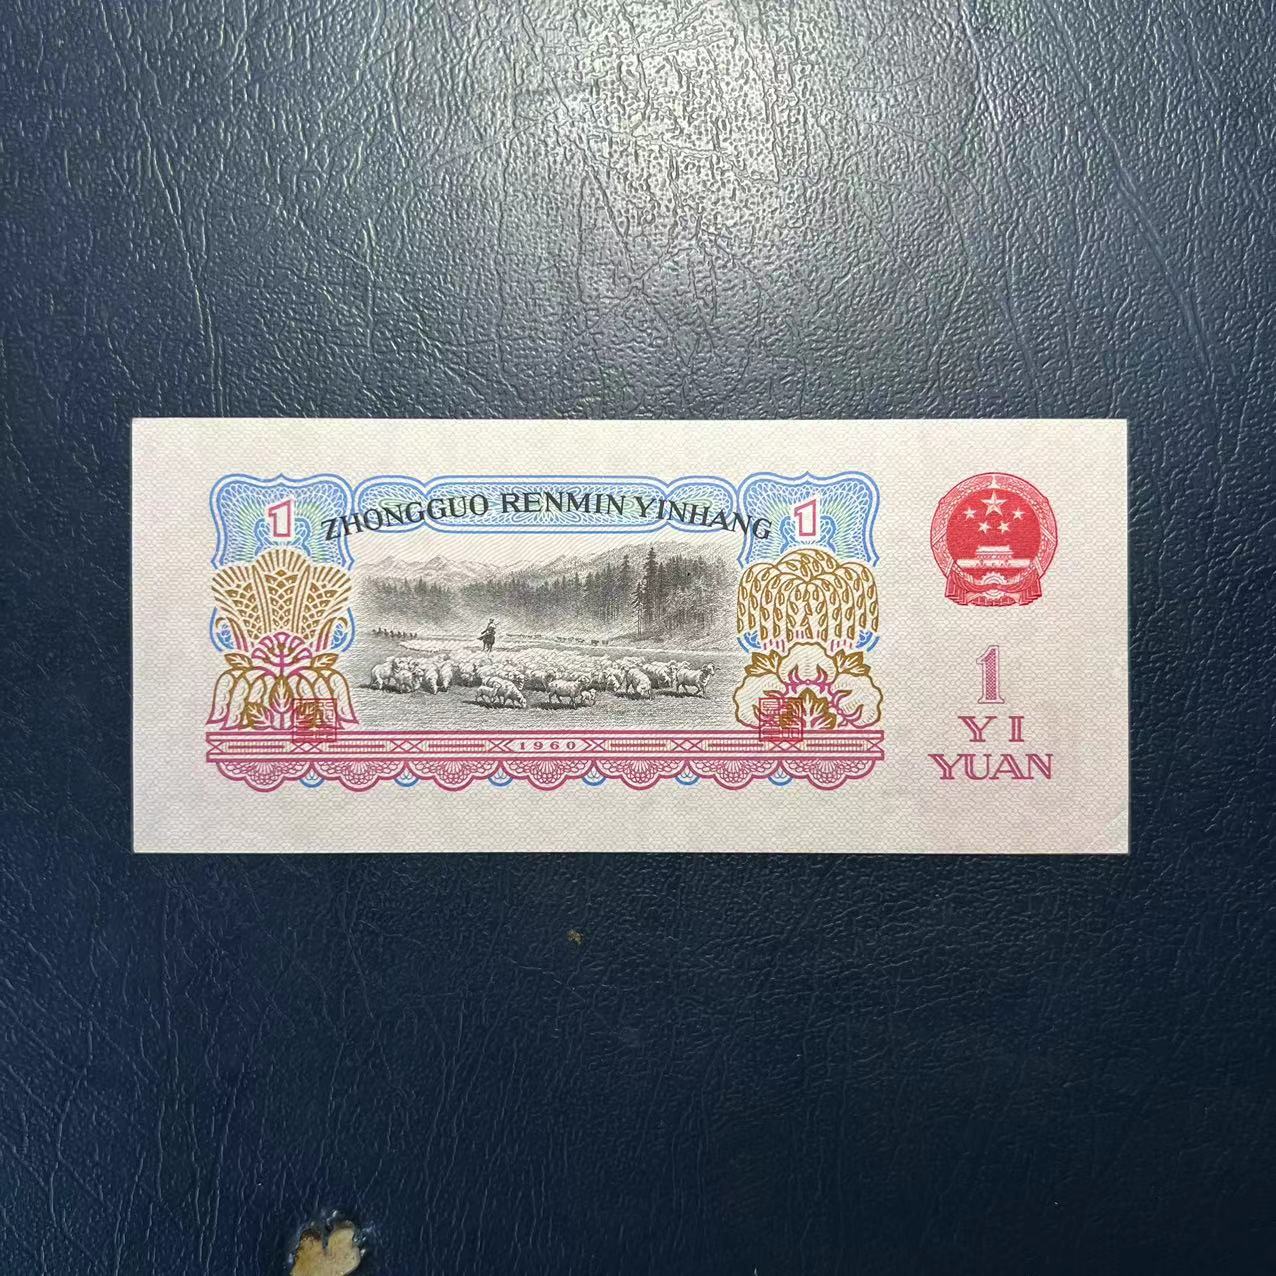 1
ZHONGGUO RENMIN YINHANG
1
1960
1
YI
YUAN